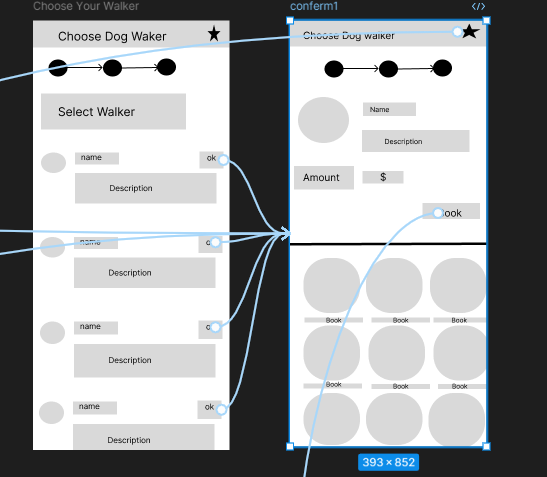 Choose Your Walker
Choose Dog Waker
Select Walker
name
ok
Description
name
Description
name
Description
name
ok
Description
conferm1
Choose Dog walker
Name
Description
Amount
$
Book Book Book
Book Book Book
393 × 852